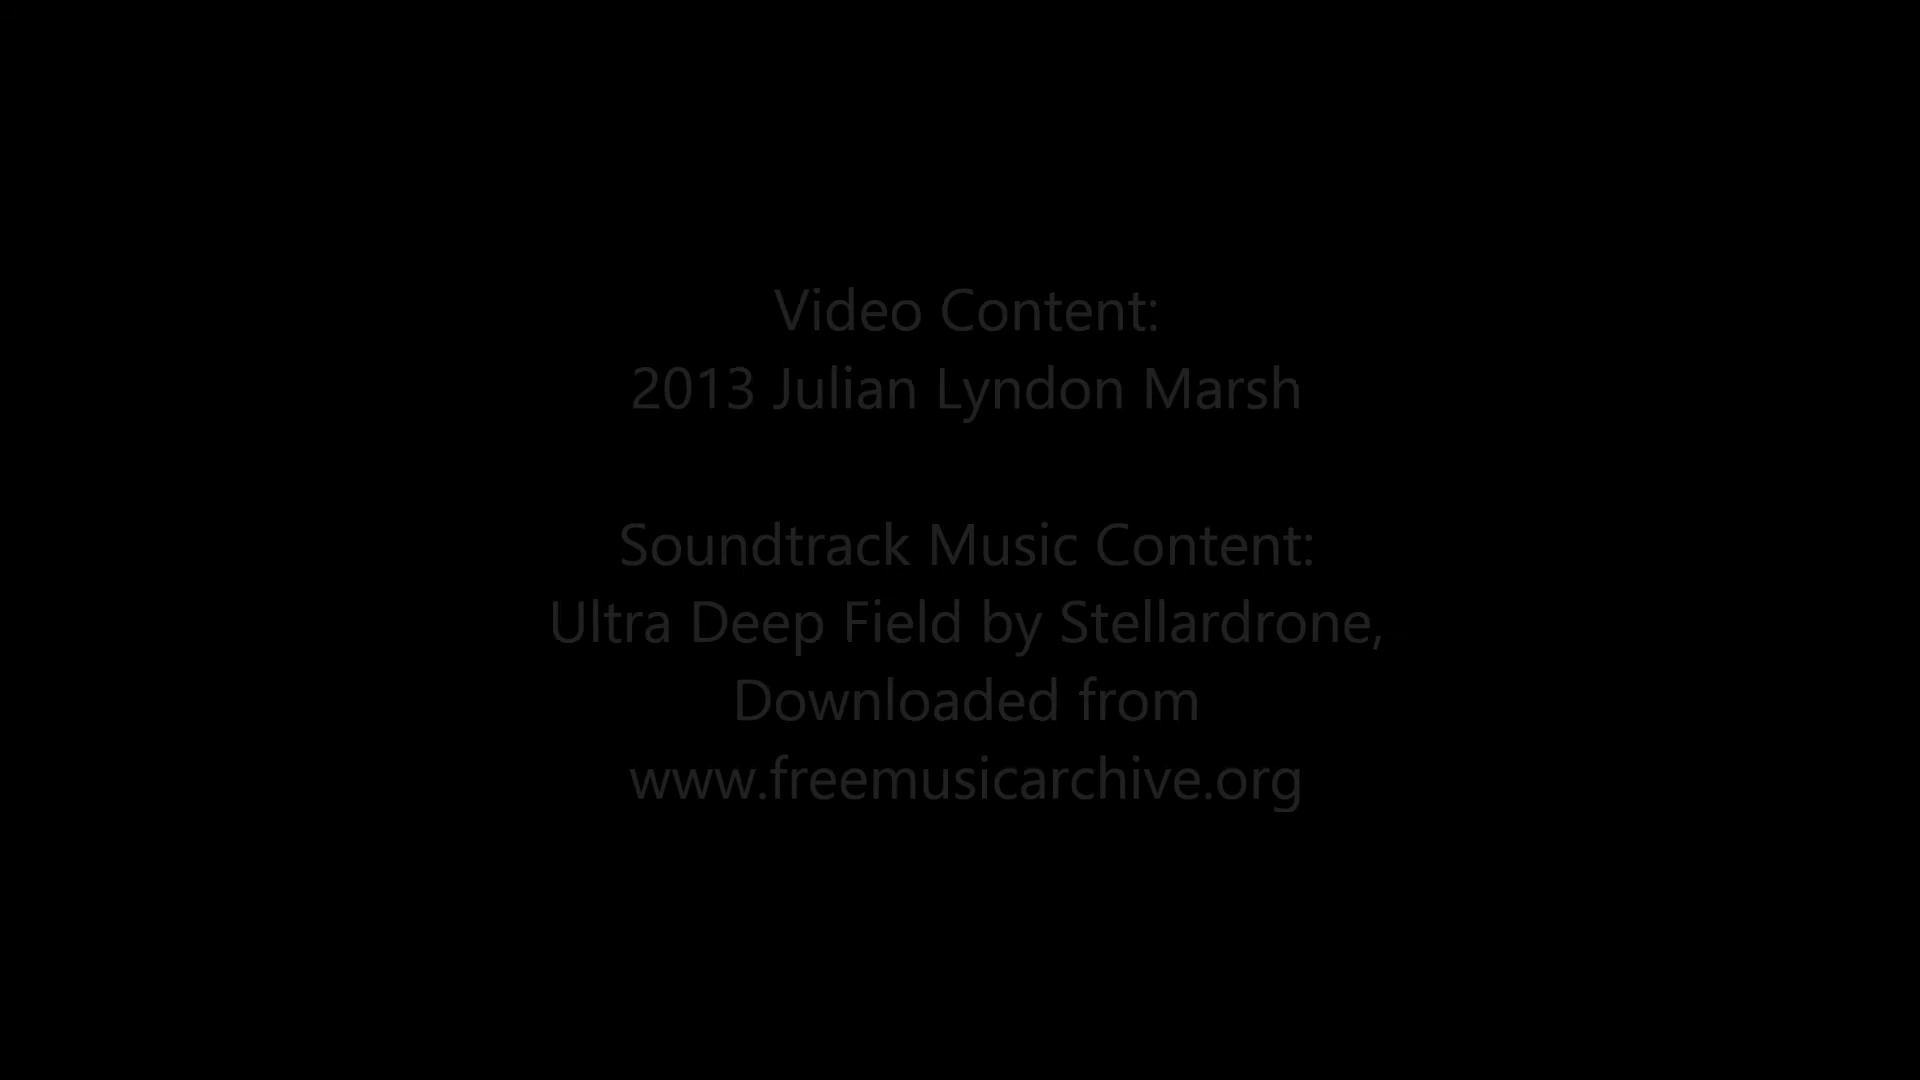 Video Content:
2013 Julian Lyndon Marsh
Soundtrack Music Content:
Ultra Deep Field by Stellardrone,
Downloaded from
www.freemusicarchive.org